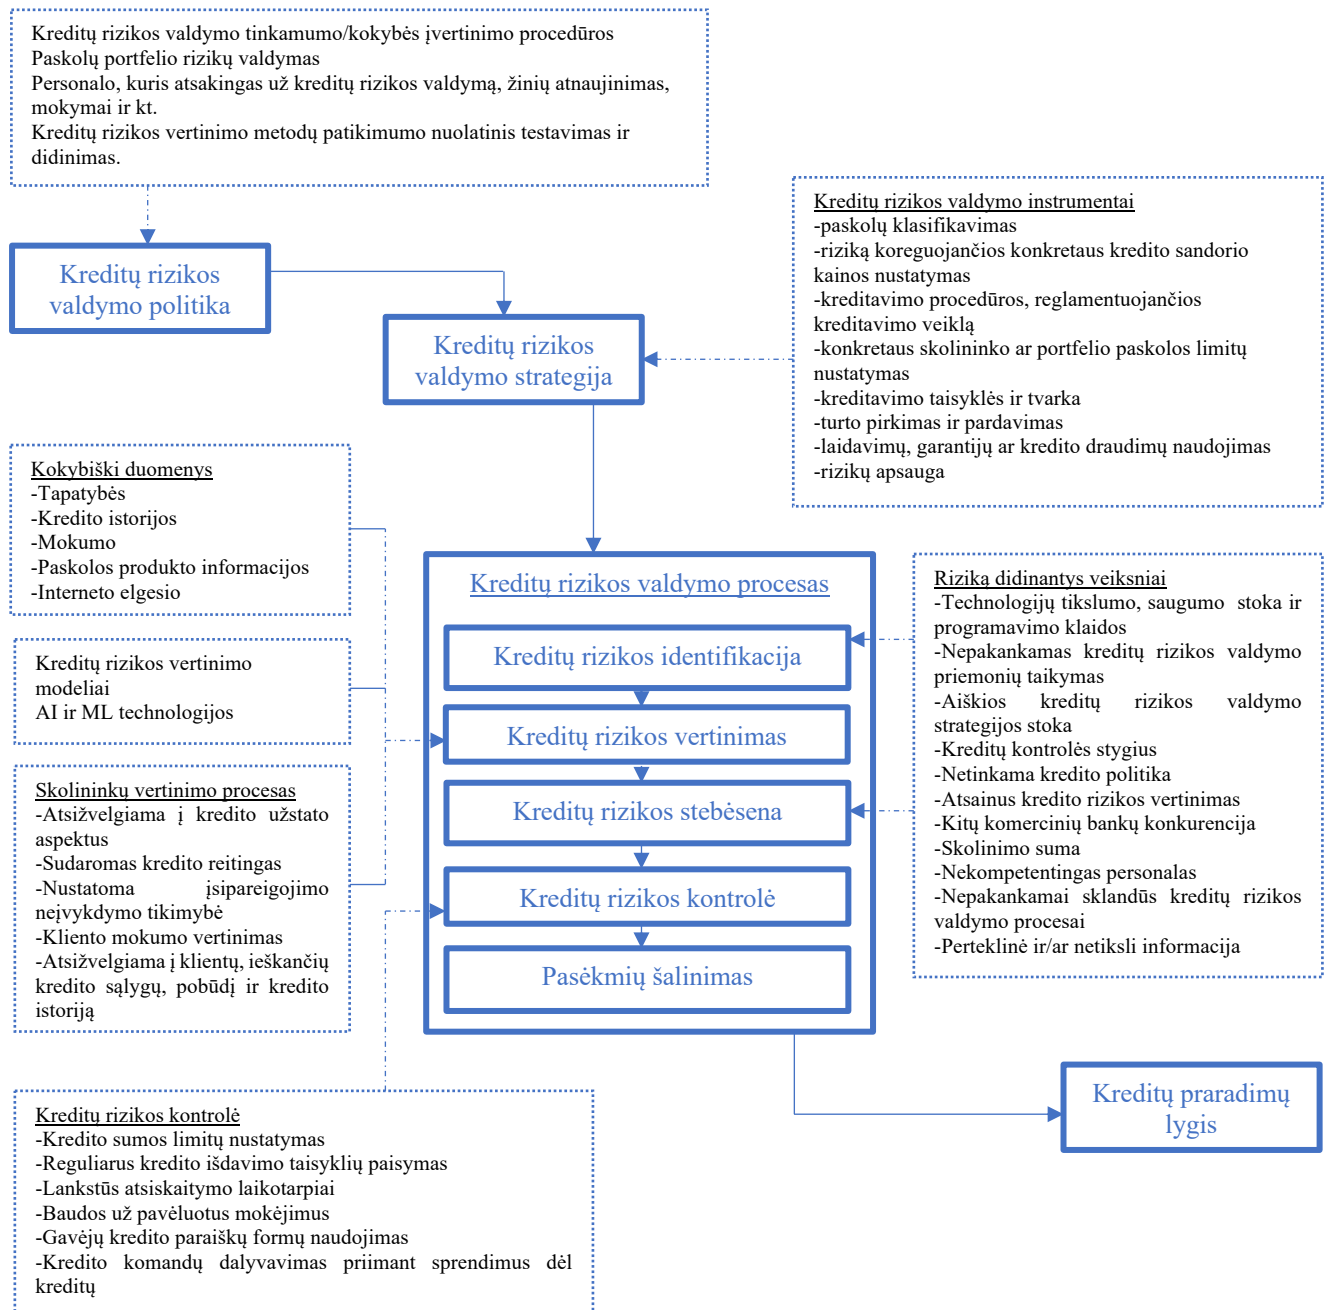 Kreditų rizikos valdymo tinkamumo/kokybės įvertinimo procedūros
Paskolų portfelio rizikų valdymas
Personalo, kuris atsakingas už kreditų rizikos valdymą, žinių atnaujinimas,
mokymai ir kt.
Kreditų rizikos vertinimo metodų patikimumo nuolatinis testavimas ir
didinimas.
Kreditų rizikos
valdymo politika
Kreditų rizikos
valdymo strategija
Kreditų rizikos valdymo instrumentai
-paskolų klasifikavimas
-riziką koreguojančios konkretaus kredito sandorio
kainos nustatymas
-kreditavimo procedūros, reglamentuojančios
kreditavimo veiklą
-konkretaus skolininko ar portfelio paskolos limitų
nustatymas
-kreditavimo taisyklės ir tvarka
-turto pirkimas ir pardavimas
-laidavimų, garantijų ar kredito draudimų naudojimas
-rizikų apsauga
Kokybiški duomenys
-Tapatybės
-Kredito istorijos
-Mokumo
-Paskolos produkto informacijos
-Interneto elgesio
Kreditų rizikos vertinimo
modeliai
AI ir ML technologijos
Skolininkų vertinimo procesas
-Atsižvelgiama į kredito užstato
aspektus
-Sudaromas kredito reitingas
-Nustatoma įsipareigojimo
neįvykdymo tikimybė
-Kliento mokumo vertinimas
-Atsižvelgiama į klientų, ieškančių
kredito sąlygų, pobūdį ir kredito
istoriją
Kreditų rizikos valdymo procesas
Kreditų rizikos identifikacija
Kreditų rizikos vertinimas
Kreditų rizikos stebėsena
Kreditų rizikos kontrolė
Pasėkmių šalinimas
Riziką didinantys veiksniai
-Technologijų tikslumo, saugumo stoka ir
programavimo klaidos
-Nepakankamas kreditų rizikos valdymo
priemonių taikymas
-Aiškios kreditų rizikos valdymo
strategijos stoka
-Kreditų kontrolės stygius
-Netinkama kredito politika
-Atsainus kredito rizikos vertinimas
-Kitų komercinių bankų konkurencija
-Skolinimo suma
-Nekompetentingas personalas
-Nepakankamai sklandūs kreditų rizikos
valdymo procesai
-Perteklinė ir/ar netiksli informacija
Kreditų praradimų
lygis
Kreditų rizikos kontrolė
-Kredito sumos limitų nustatymas
-Reguliarus kredito išdavimo taisyklių paisymas
-Lankstūs atsiskaitymo laikotarpiai
-Baudos už pavėluotus mokėjimus
-Gavėjų kredito paraiškų formų naudojimas
-Kredito komandų dalyvavimas priimant sprendimus dėl
kreditų